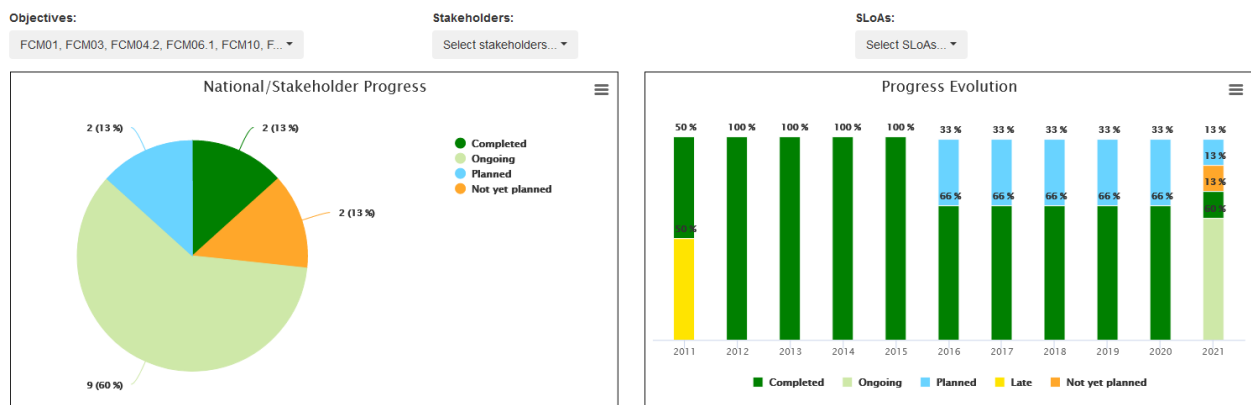 Objectives:
Stakeholders:
SLoAs:
FCM01, FCM03, FCM04.2, FCM06.1, FCM10, F...
Select stakeholders...
Select SLoAs...
National/Stakeholder Progress
2 (13 %)
2 (13 %)
2 (13 %)
9 (60 %)
Completed
Ongoing
Planned
Not yet planned
Progress Evolution
50 %
100 %
100 %
100 %
100 %
33 %
33 %
33 %
33 %
33 %
13 %
13 %
13 %
50 %
66 %
66 %
66 %
66 %
66 %
60 %
2011
2012
2013
2014
2015
2016
2017
2018
2019
2020
2021
Completed
Ongoing
Planned
Late
Not yet planned